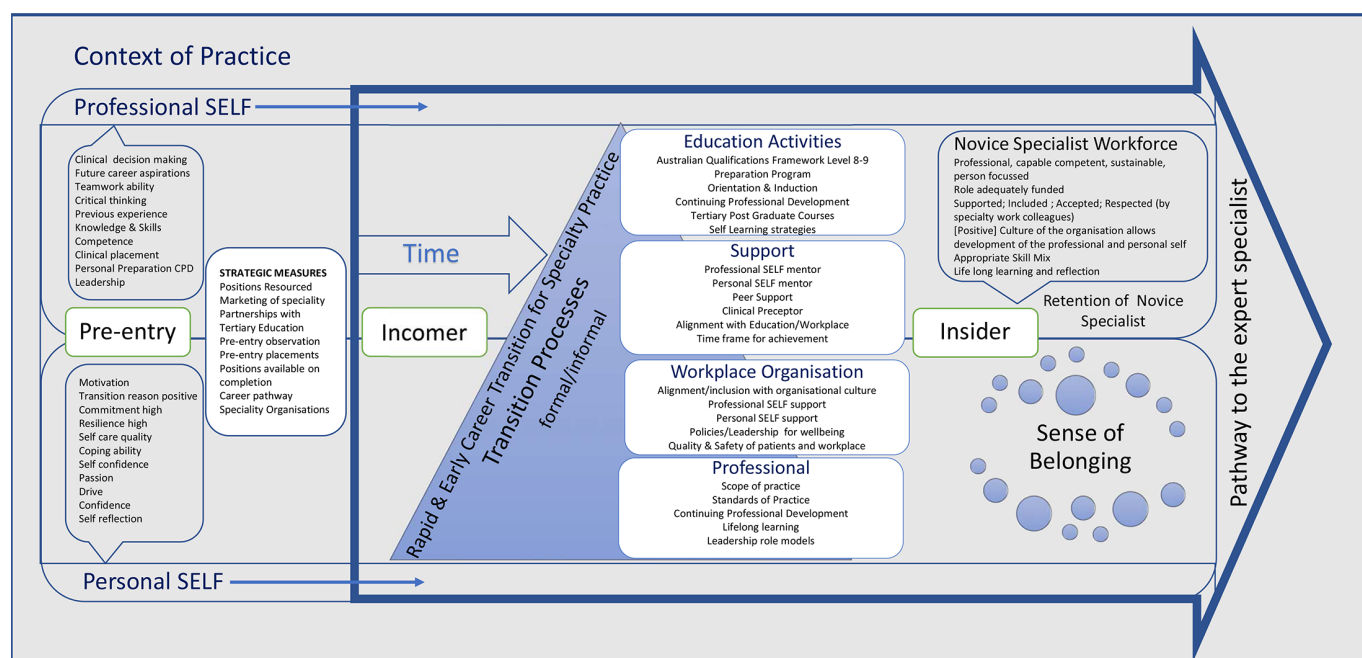 Context of Practice
Professional SELF
Clinical decision making
Future career aspirations
Teamwork ability
Critical thinking
Previous experience
Knowledge & Skills
Competence
Clinical placement
Personal Preparation CPD
Leadership
Pre-entry
Motivation
Transition reason positive
Commitment high
Resilience high
Self care quality
Coping ability
Self confidence
Passion
Drive
Confidence
Self reflection
Personal SELF
STRATEGIC MEASURES
Positions Resourced
Marketing of speciality
Partnerships with
Tertiary Education
Pre-entry observation
Pre-entry placements
Positions available on
completion
Career pathway
Speciality Organisations
Time
Incomer
Rapid & Early Career Transition for Specialty Practice
Transition Processes
formal/informal
Education Activities
Australian Qualifications Framework Level 8-9
Preparation Program
Orientation & Induction
Continuing Professional Development
Tertiary Post Graduate Courses
Self Learning strategies
Support
Professional SELF mentor
Personal SELF mentor
Peer Support
Clinical Preceptor
Alignment with Education/Workplace
Time frame for achievement
Workplace Organisation
Alignment/inclusion with organisational culture
Professional SELF support
Personal SELF support
Policies/Leadership for wellbeing
Quality & Safety of patients and workplace
Professional
Scope of practice
Standards of Practice
Continuing Professional Development
Lifelong learning
Leadership role models
Novice Specialist Workforce
Professional, capable competent, sustainable,
person focussed
Role adequately funded
Supported; Included ; Accepted; Respected (by
specialty work colleagues)
[Positive] Culture of the organisation allows
development of the professional and personal self
Appropriate Skill Mix
Life long learning and reflection
Insider
Retention of Novice
Specialist
Sense of
Belonging
Pathway to the expert specialist